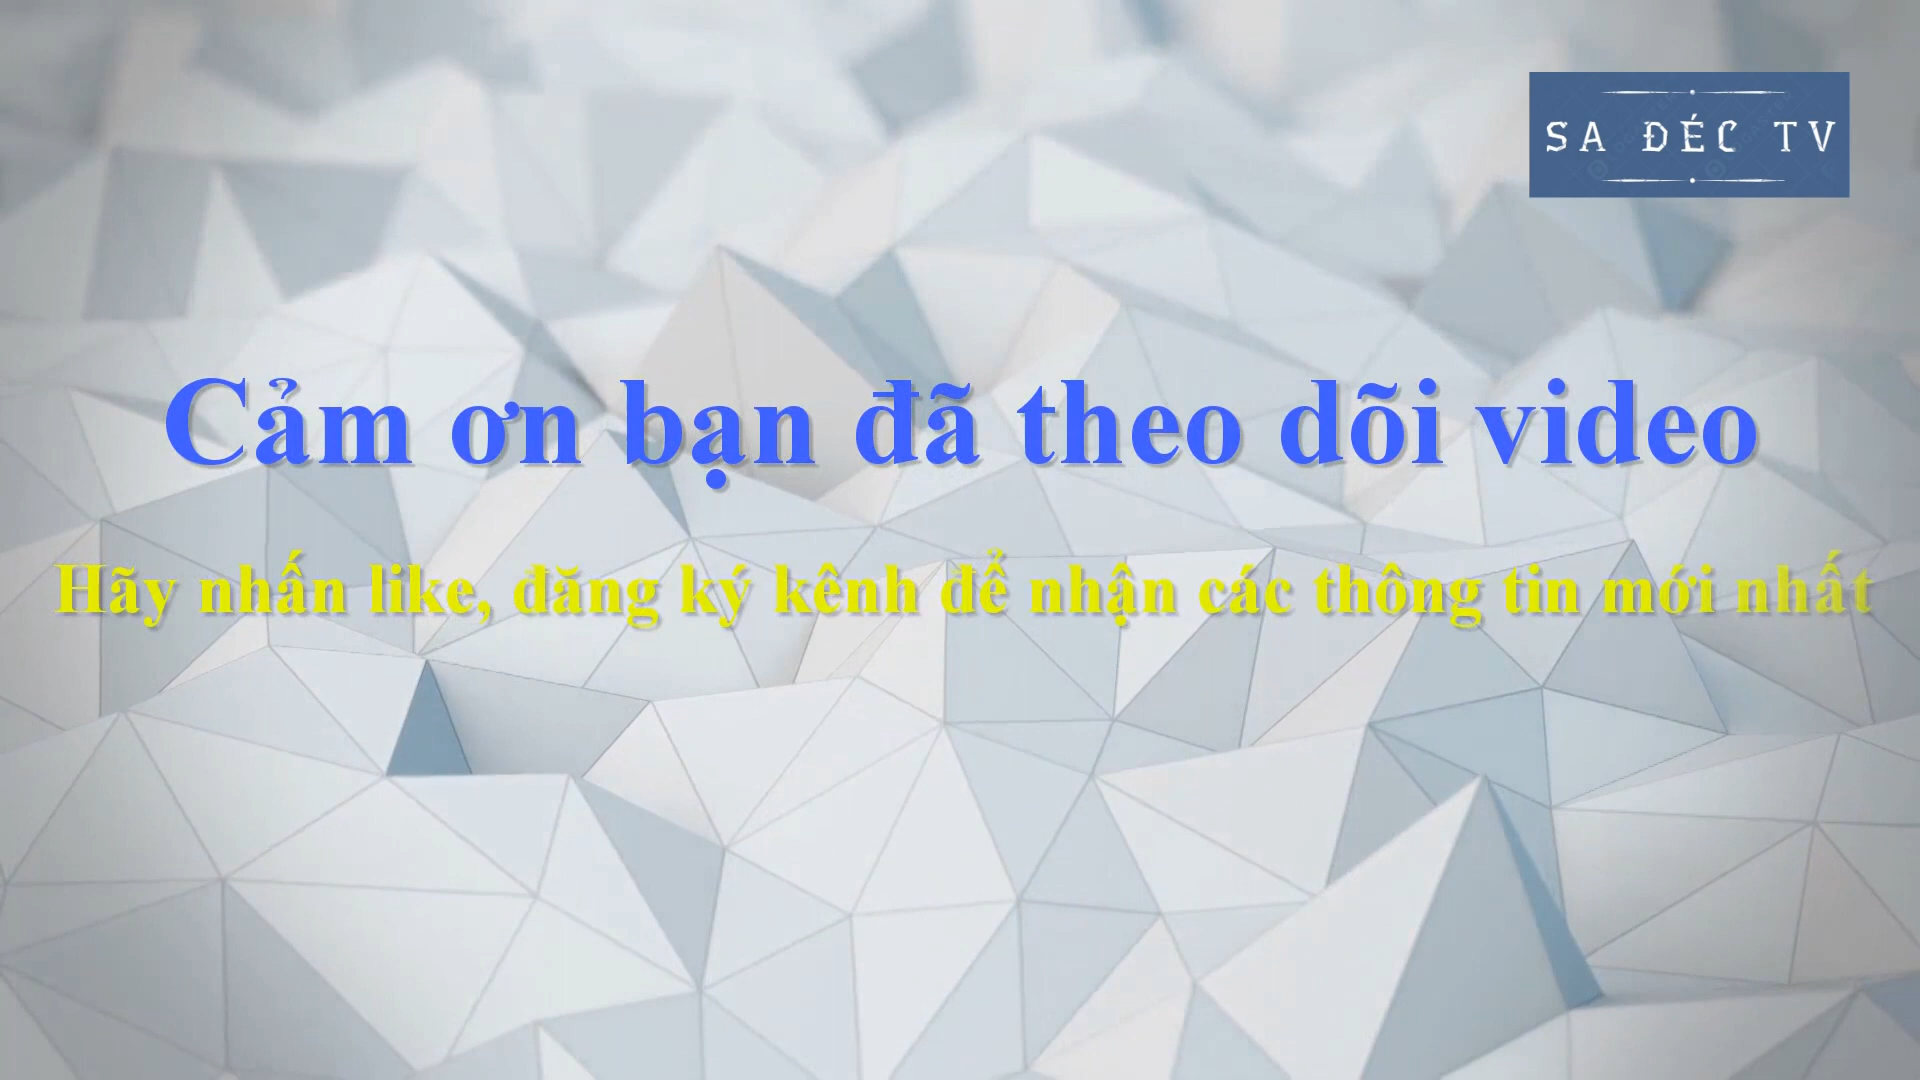 SA ĐÉC TV
Cảm ơn bạn đã theo dõi video
Hãy nhấn like, đăng ký kênh để nhận các thông tin mới nhất